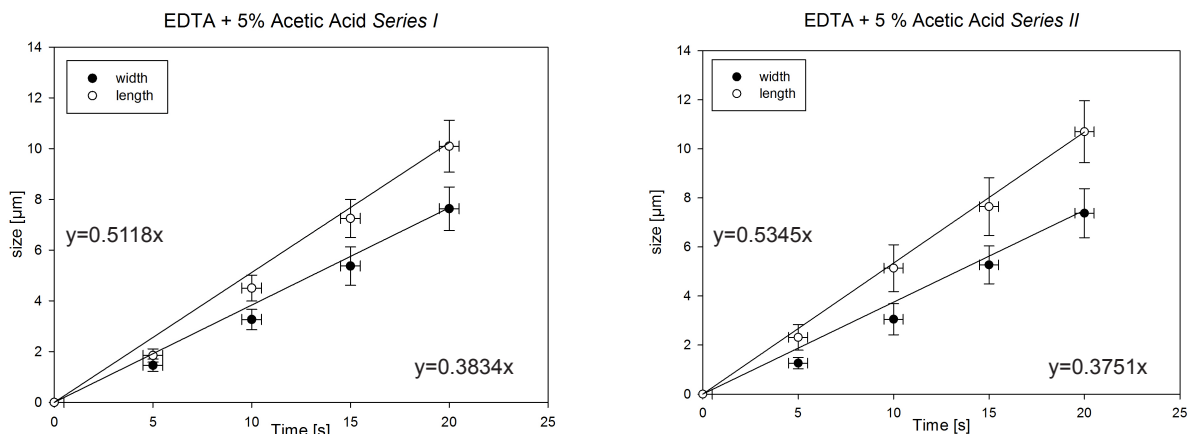 EDTA + 5% Acetic Acid Series I
14
12
10
8
6
4
2
0
size [µm]
width
length
y=0.5118x
y=0.3834x
0
5
10
15
20
25
Time [s]
EDTA + 5 % Acetic Acid Series II
14
12
10
8
6
4
2
0
size [µm]
width
length
y=0.5345x
y=0.3751x
0
5
10
15
20
25
Time [s]